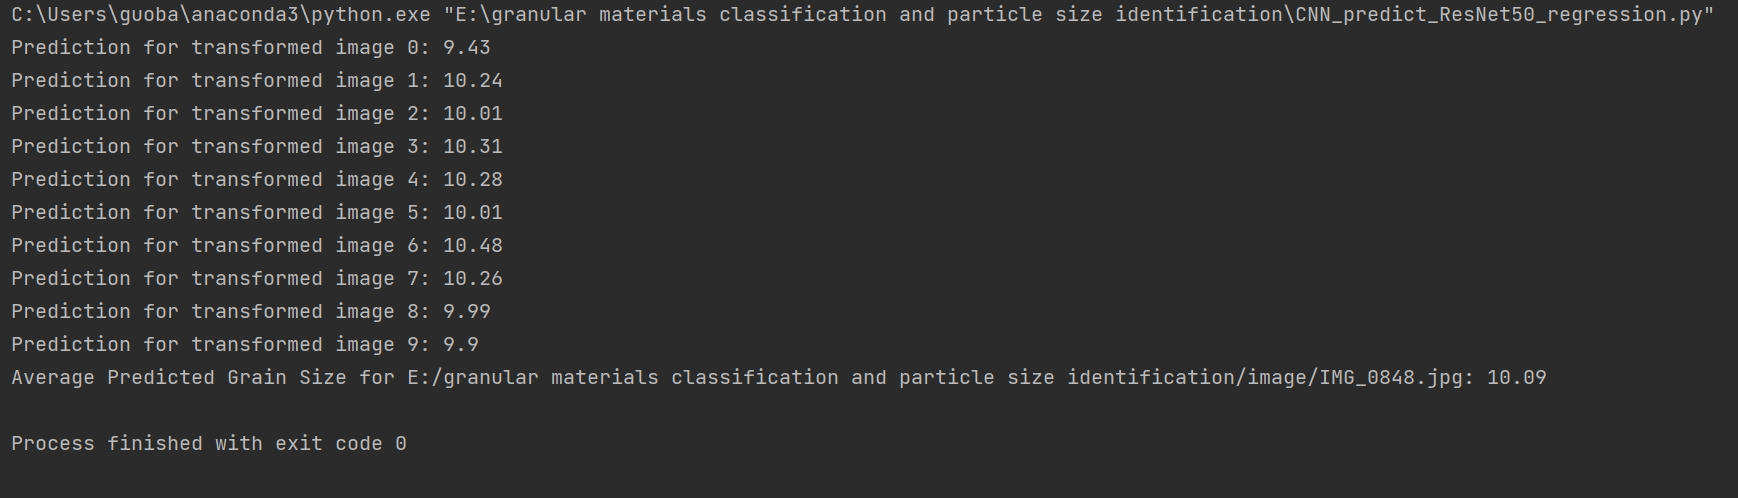 C:\Users\guoba\anaconda3\python.exe "E:\granular materials classification and particle size identification\CNN_predict_ResNet50_regression.py"
Prediction for transformed image 0: 9.43
Prediction for transformed image 1: 10.24
Prediction for transformed image 2: 10.01
Prediction for transformed image 3: 10.31
Prediction for transformed image 4: 10.28
Prediction for transformed image 5: 10.01
Prediction for transformed image 6: 10.48
Prediction for transformed image 7: 10.26
Prediction for transformed image 8: 9.99
Prediction for transformed image 9: 9.9
Average Predicted Grain Size for E:/granular materials classification and particle size identification/image/IMG_0848.jpg: 10.09
Process finished with exit code 0